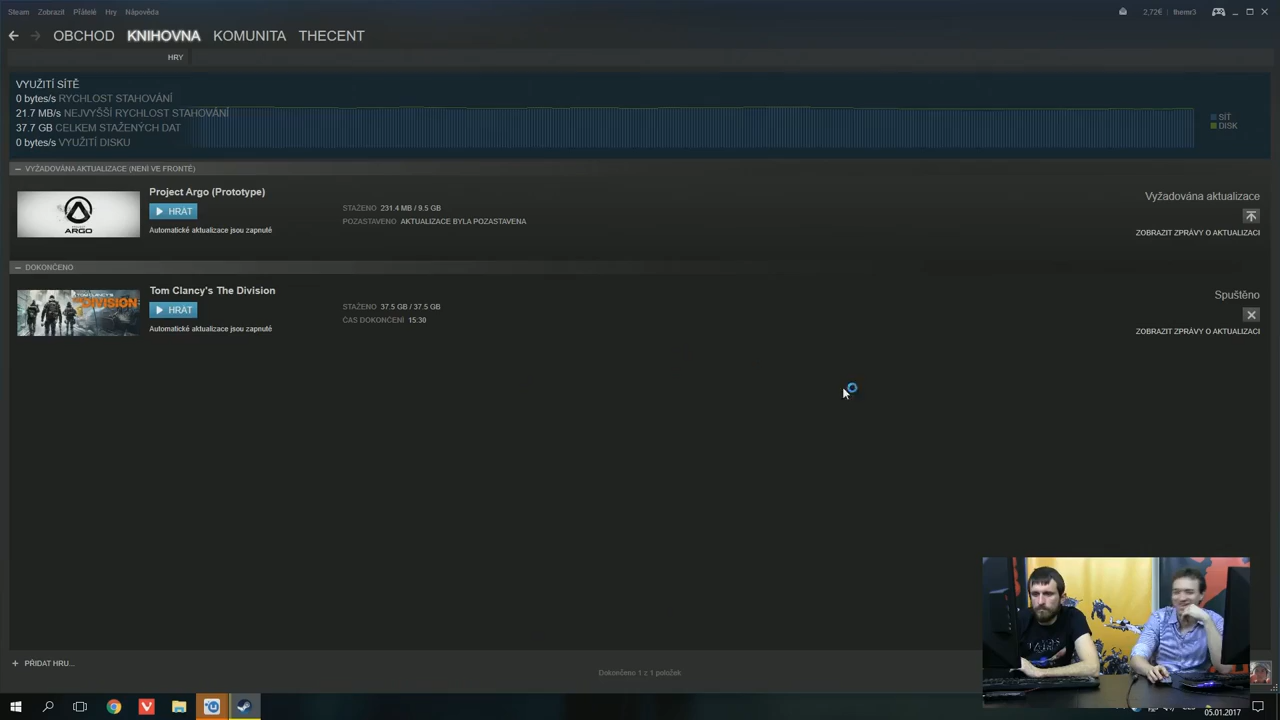 Steam Zobrazit Přátelé Hry Nápověda
2,72€ themr3
OBCHOD KNIHOVNA KOMUNITA THECENT
HRY
VYUŽITÍ SÍTĚ
0 bytes/s RYCHLOST STAHOVÁNÍ
21.7 MB/s NEJVYŠŠÍ RYCHLOST STAHOVÁNÍ
37.7 GB CELKEM STAŽENÝCH DAT
0 bytes/s VYUŽITÍ DISKU
SÍŤ
DISK
VYŽADOVÁNA AKTUALIZACE (NENÍ VE FRONTĚ)
ARGO
Project Argo (Prototype)
HRÁT
Automatické aktualizace jsou zapnuté
STAŽENO 231.4 MB / 9.5 GB
POZASTAVENO AKTUALIZACE BYLA POZASTAVENA
Vyžadována aktualizace
ZOBRAZIT ZPRÁVY O AKTUALIZACI
DOKONČENO
DIVISION
Tom Clancy's The Division
HRÁT
Automatické aktualizace jsou zapnuté
STAŽENO 37.5 GB / 37.5 GB
ČAS DOKONČENÍ 15:30
Spuštěno
ZOBRAZIT ZPRÁVY O AKTUALIZACI
+ PŘIDAT HRU...
Dokončeno 1 z 1 položek
05.01.2017